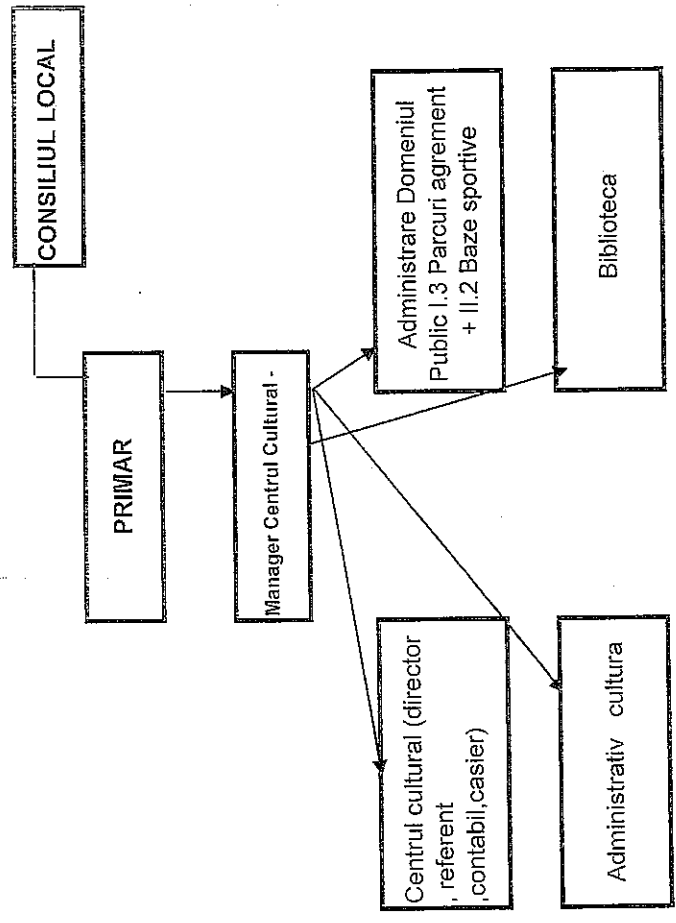 CONSILIUL LOCAL
PRIMAR
Manager Centrul Cultural -
Centrul cultural (director
, referent
,contabil,casier)
Administrare Domeniul
Public I.3 Parcuri agrement
+ II.2 Baze sportive
Administrativ cultura
Biblioteca